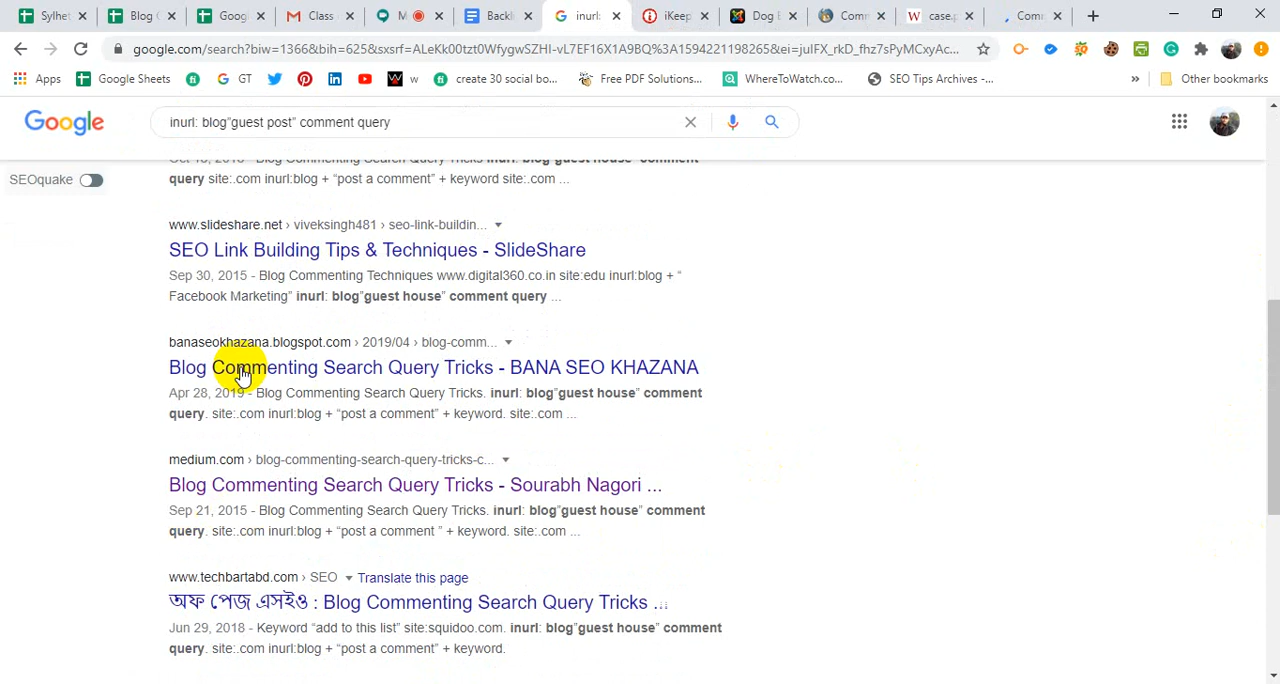 Sylhet
Blog C
Googl
Class
M
Backl
inurl:
iKeep
Dog E
Comm
case.p
Comm
google.com/search?biw=1366&bih=625&sxsrf=ALeKk00tzt0WfygwSZHI-vL7EF16X1A9BQ%3A1594221198265&ei=juIFX_rkD_fhz7sPyMCxyAc...
Apps
Google Sheets
GT
w
create 30 social bo...
Free PDF Solutions...
WhereToWatch.co...
SEO Tips Archives -...
»
Other bookmarks
Google
inurl: blog"guest post" comment query
SEOquake
query site:.com inurl:blog + “post a comment” + keyword site:.com ...
www.slideshare.net › viveksingh481 › seo-link-buildin...
SEO Link Building Tips & Techniques - SlideShare
Sep 30, 2015 - Blog Commenting Techniques www.digital360.co.in site:edu inurl:blog + “
Facebook Marketing” inurl: blog”guest house” comment query ...
banaseokhazana.blogspot.com › 2019/04 › blog-comm...
Blog Commenting Search Query Tricks - BANA SEO KHAZANA
Apr 28, 2019 - Blog Commenting Search Query Tricks. inurl: blog”guest house” comment
query. site:.com inurl:blog + “post a comment” + keyword. site:.com ...
medium.com › blog-commenting-search-query-tricks-c...
Blog Commenting Search Query Tricks - Sourabh Nagori ...
Sep 21, 2015 - Blog Commenting Search Query Tricks. inurl: blog”guest house” comment
query. site:.com inurl:blog + “post a comment ” + keyword. site:.com ...
www.techbartabd.com › SEO
Translate this page
অফ পেজ এসইও : Blog Commenting Search Query Tricks ...
Jun 29, 2018 - Keyword “add to this list” site:squidoo.com. inurl: blog”guest house” comment
query. site:.com inurl:blog + “post a comment” + keyword.